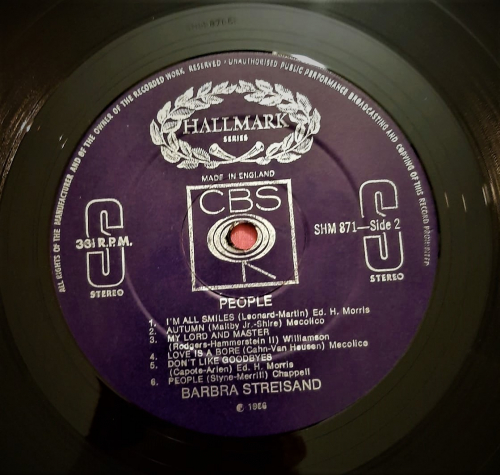 ALL RIGHTS OF THE MANUFACTURER AND OF THE OWNER OF THE RECORDED WORK RESERVED · UNAUTHORISED PUBLIC PERFORMANCE BROADCASTING AND COPYING OF THIS RECORD PROHIBITED
HALLMARK
SERIES
MADE IN ENGLAND
CBS
S
33⅓ R.P.M.
STEREO
SHM 871—Side 2
S
STEREO
PEOPLE
1. I'M ALL SMILES (Leonard-Martin) Ed. H. Morris
2. AUTUMN (Maltby Jr.-Shire) Mecolico
3. MY LORD AND MASTER
(Rodgers-Hammerstein II) Williamson
4. LOVE IS A BORE (Cahn-Van Heusen) Mecolico
5. DON'T LIKE GOODBYES
(Capote-Arlen) Ed. H. Morris
6. PEOPLE (Styne-Merrill) Chappell
BARBRA STREISAND
℗ 1966